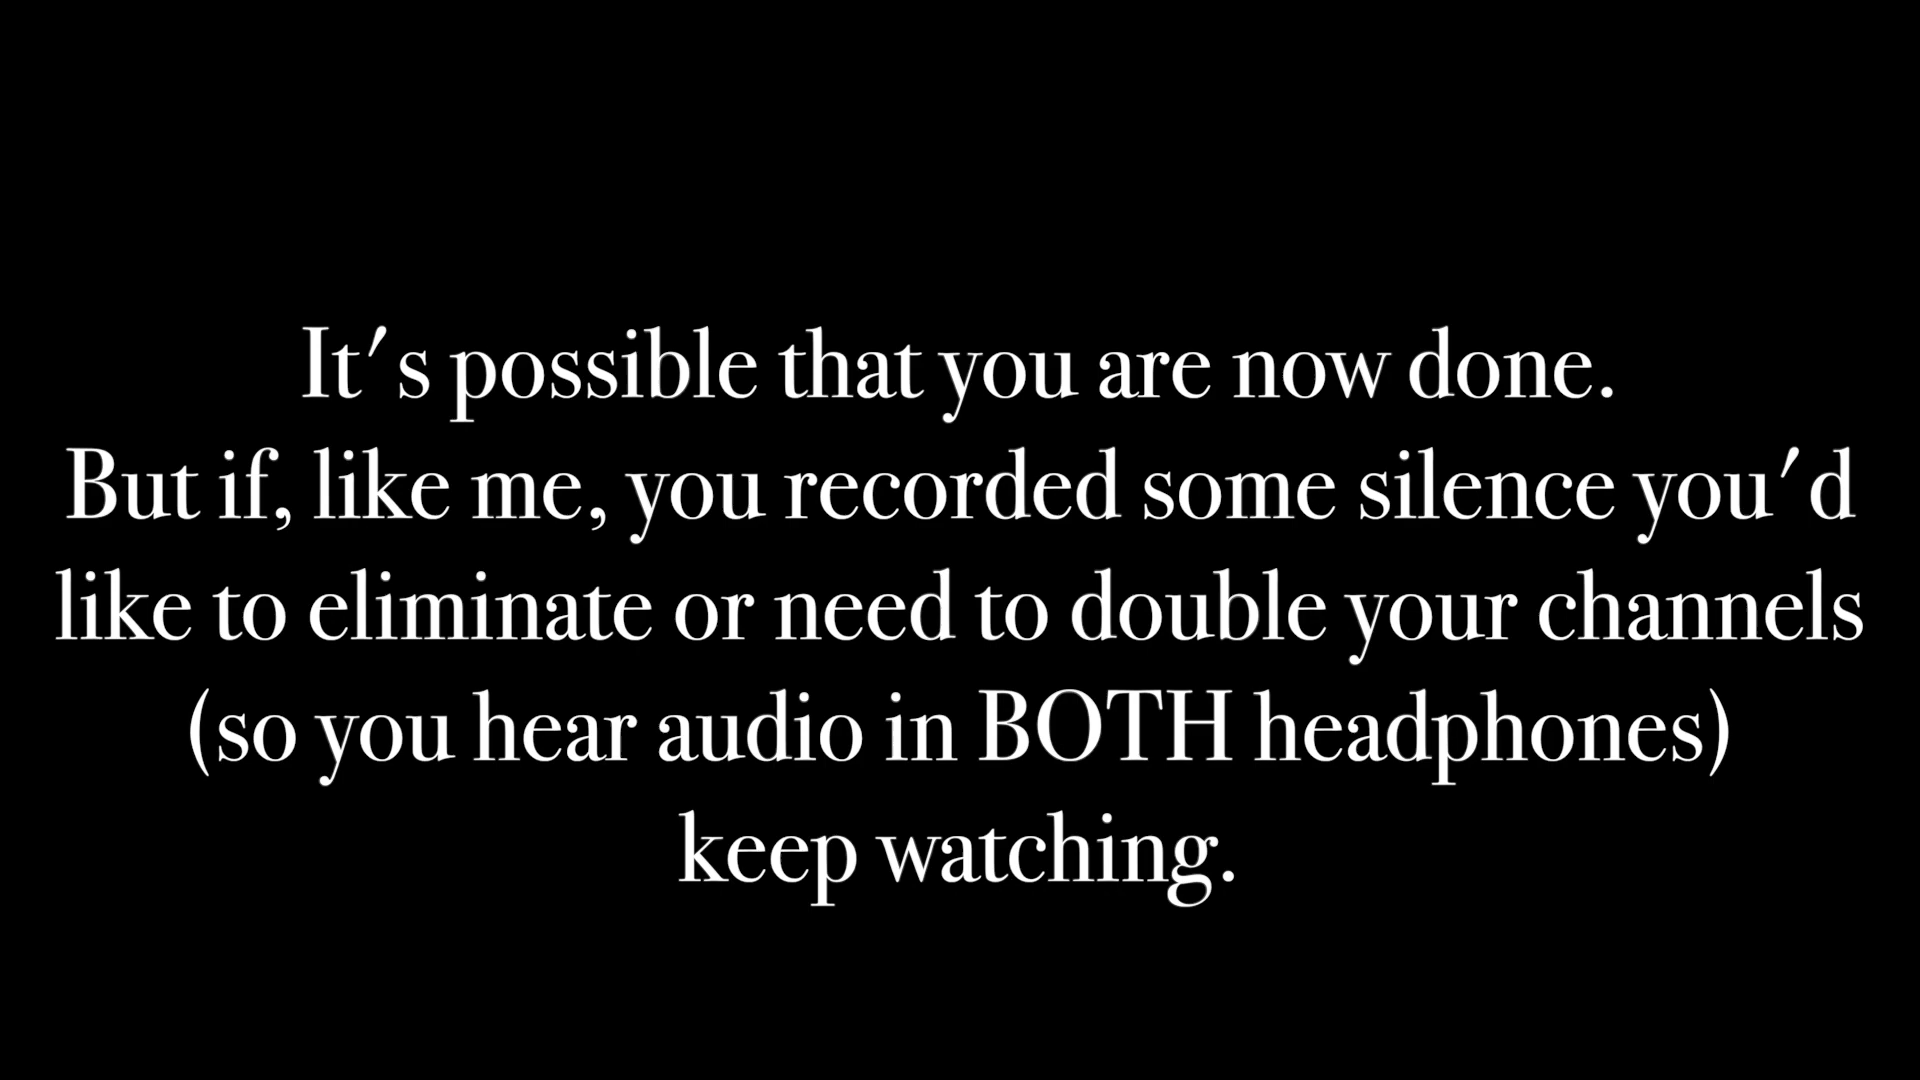 It's possible that you are now done.
But if, like me, you recorded some silence you'd
like to eliminate or need to double your channels
(so you hear audio in BOTH headphones)
keep watching.